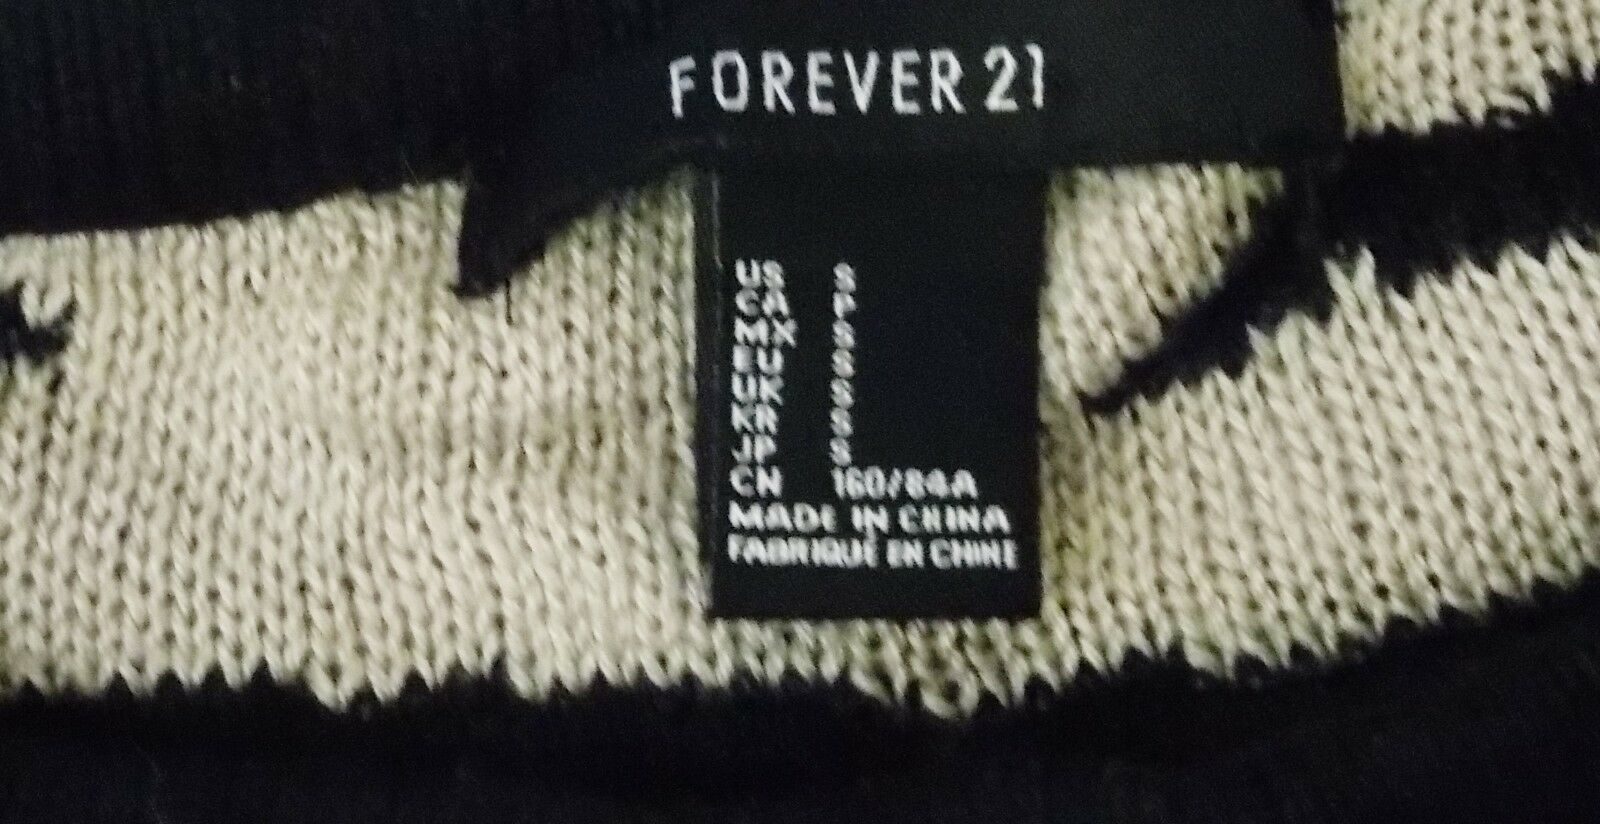 FOREVER 21
US S
CA P
MX S
EU S
UK S
KR S
JP S
CN 160/84A
MADE IN CHINA
FABRIQUÉ EN CHINE